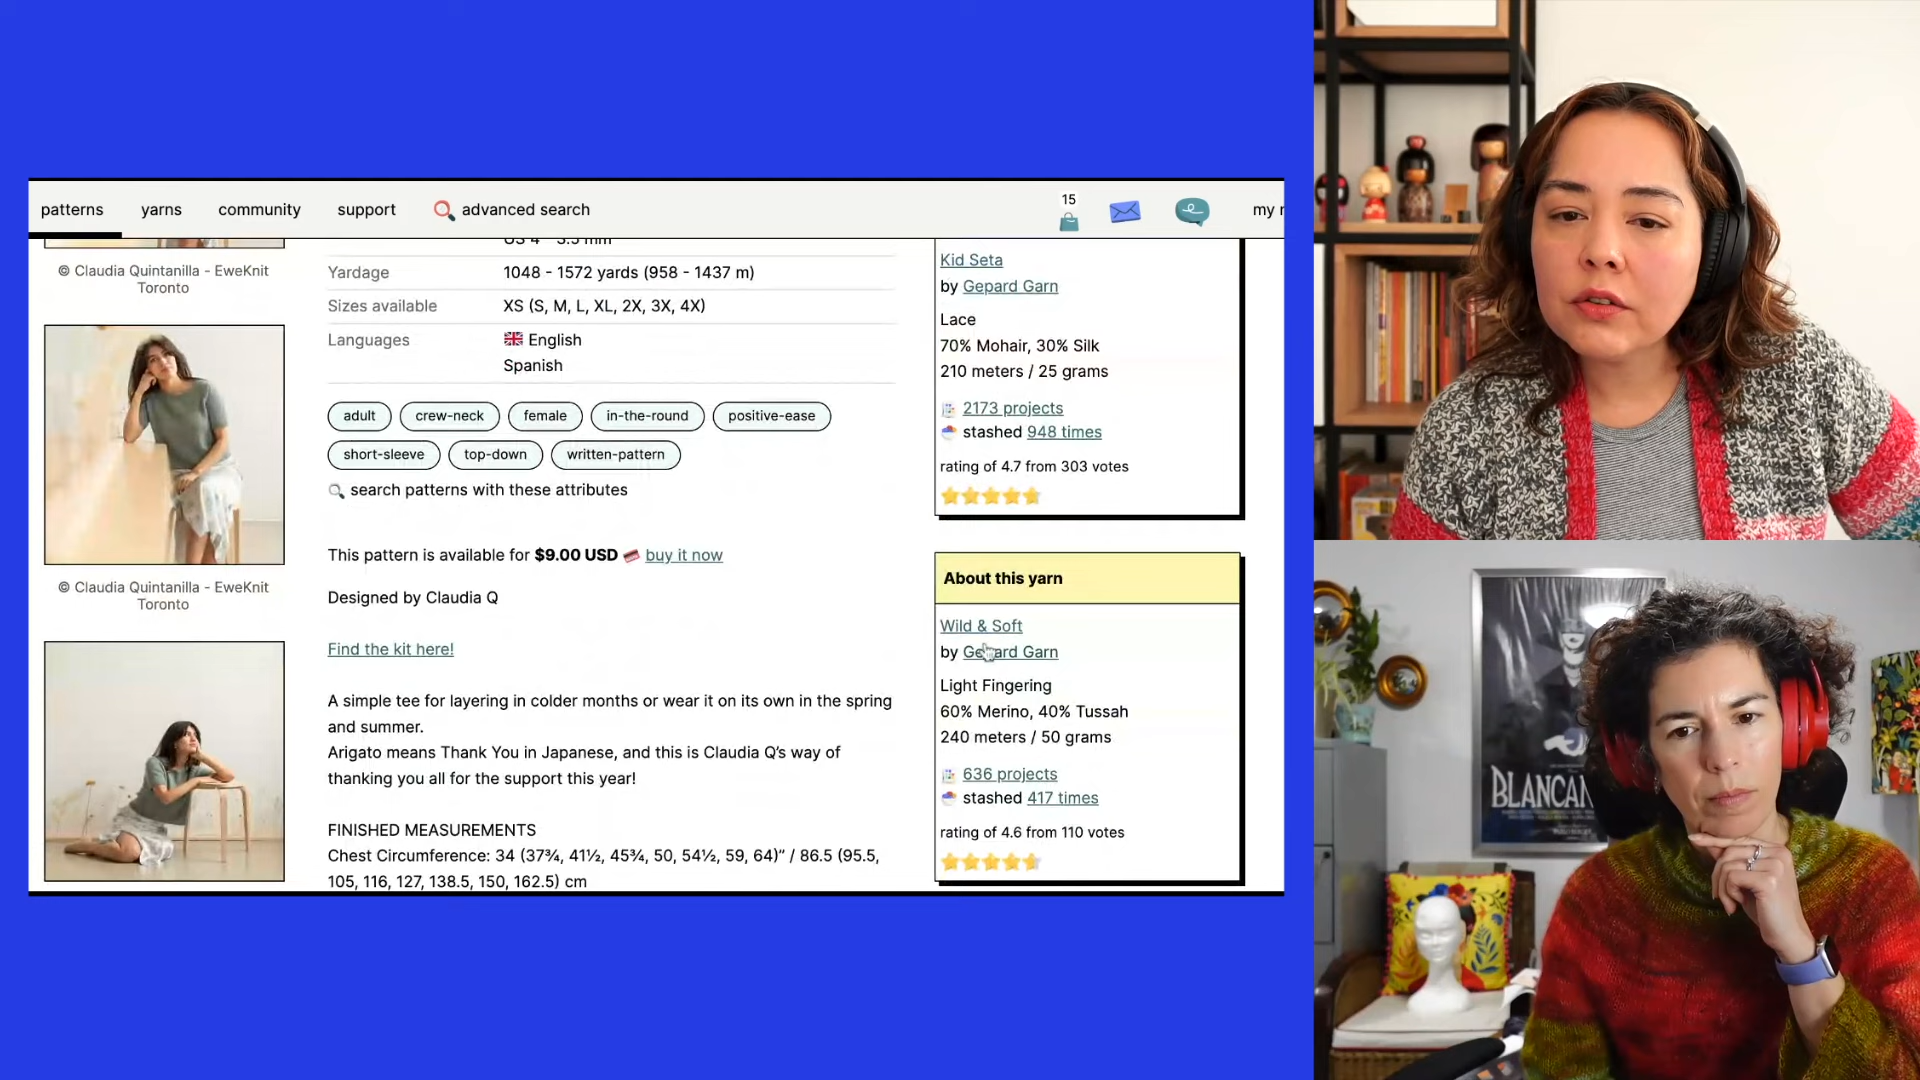 patterns yarns community support advanced search 15 my
US 4 - 3.5 mm
© Claudia Quintanilla - EweKnit
Toronto
Yardage 1048 - 1572 yards (958 - 1437 m)
Sizes available XS (S, M, L, XL, 2X, 3X, 4X)
Languages English
Spanish
adult crew-neck female in-the-round positive-ease
short-sleeve top-down written-pattern
search patterns with these attributes
This pattern is available for $9.00 USD buy it now
© Claudia Quintanilla - EweKnit
Toronto
Designed by Claudia Q
Find the kit here!
A simple tee for layering in colder months or wear it on its own in the spring
and summer.
Arigato means Thank You in Japanese, and this is Claudia Q’s way of
thanking you all for the support this year!
FINISHED MEASUREMENTS
Chest Circumference: 34 (37¾, 41½, 45¾, 50, 54½, 59, 64)” / 86.5 (95.5,
105, 116, 127, 138.5, 150, 162.5) cm
Kid Seta
by Gepard Garn
Lace
70% Mohair, 30% Silk
210 meters / 25 grams
2173 projects
stashed 948 times
rating of 4.7 from 303 votes
About this yarn
Wild & Soft
by Gepard Garn
Light Fingering
60% Merino, 40% Tussah
240 meters / 50 grams
636 projects
stashed 417 times
rating of 4.6 from 110 votes
BLANCAN